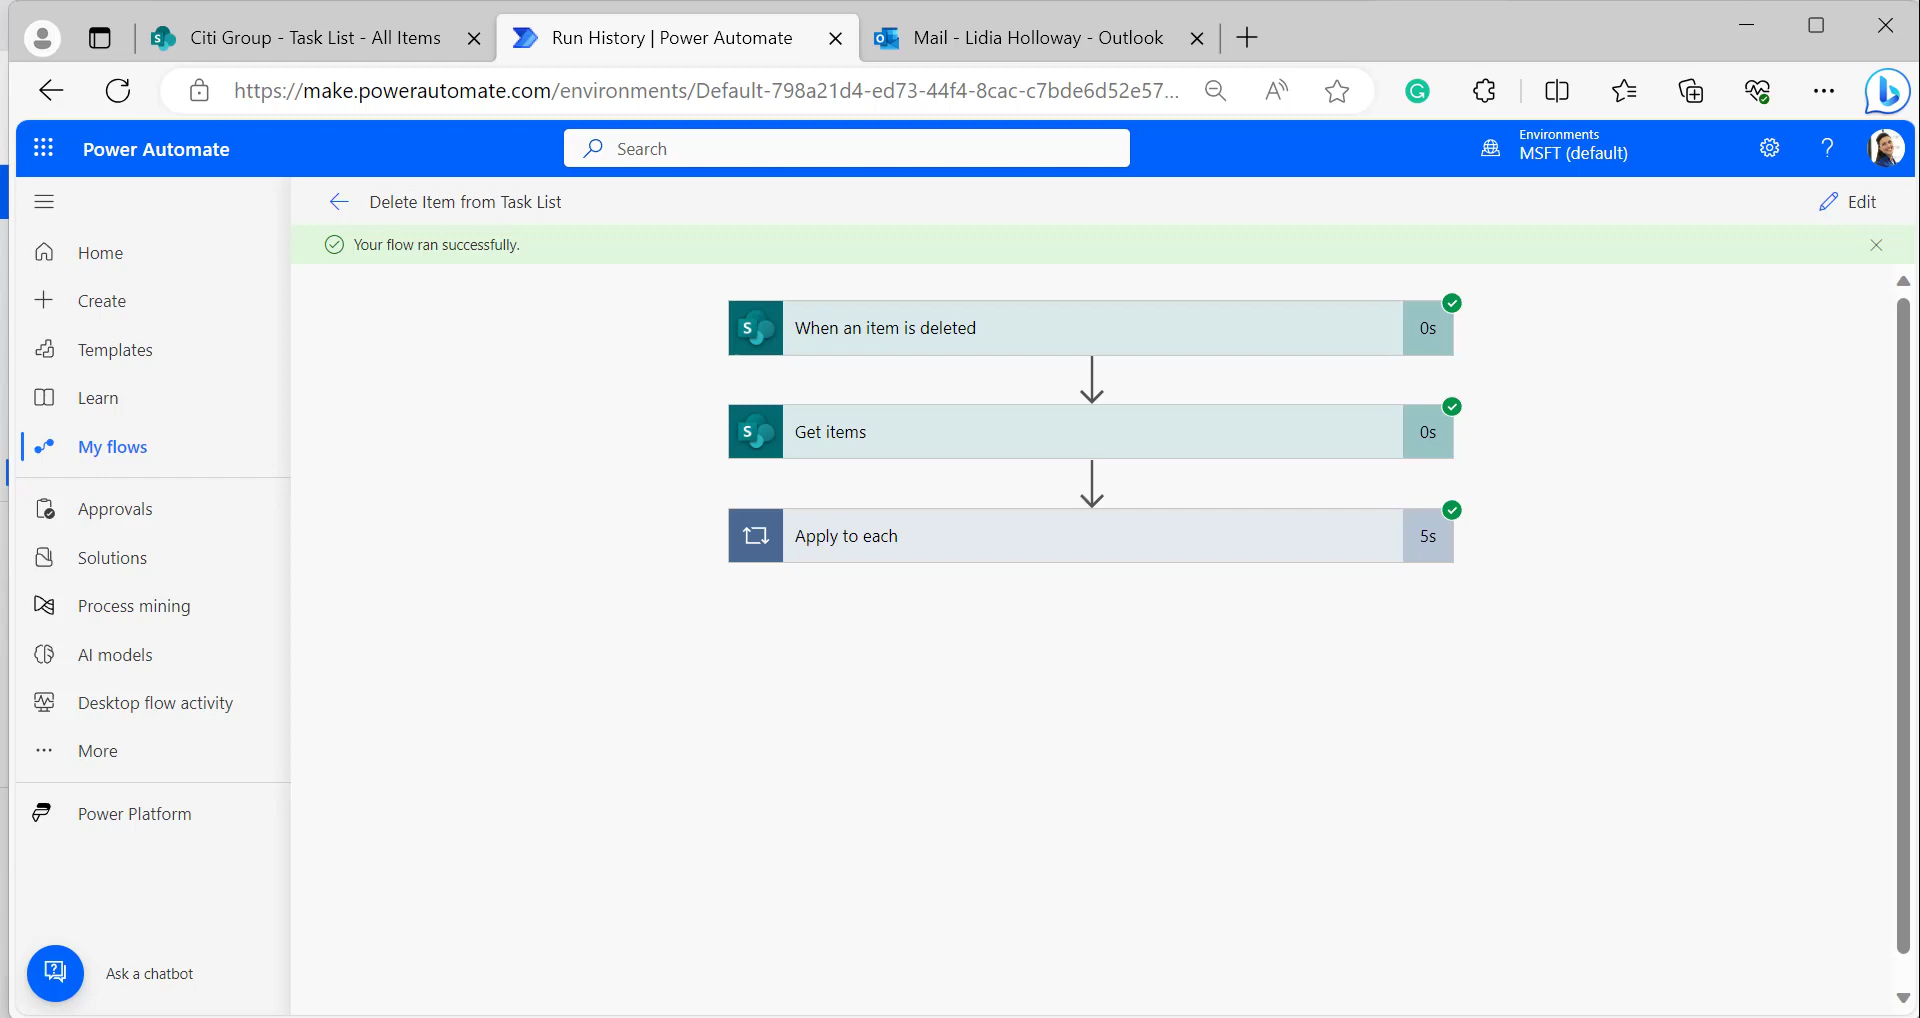 Citi Group - Task List - All Items
Run History | Power Automate
Mail - Lidia Holloway - Outlook
https://make.powerautomate.com/environments/Default-798a21d4-ed73-44f4-8cac-c7bde6d52e57...
Power Automate
Search
Environments
MSFT (default)
Delete Item from Task List
Edit
Your flow ran successfully.
Home
Create
Templates
Learn
My flows
Approvals
Solutions
Process mining
AI models
Desktop flow activity
More
Power Platform
Ask a chatbot
When an item is deleted
0s
Get items
0s
Apply to each
5s